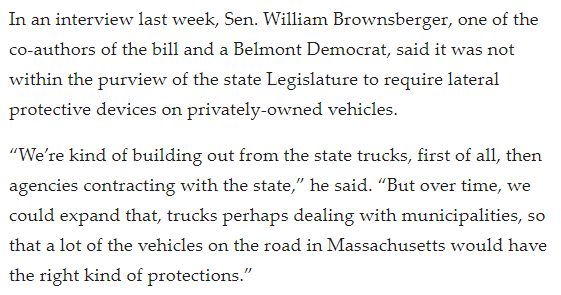 In an interview last week, Sen. William Brownsberger, one of the
co-authors of the bill and a Belmont Democrat, said it was not
within the purview of the state Legislature to require lateral
protective devices on privately-owned vehicles.
“We’re kind of building out from the state trucks, first of all, then
agencies contracting with the state,” he said. “But over time, we
could expand that, trucks perhaps dealing with municipalities, so
that a lot of the vehicles on the road in Massachusetts would have
the right kind of protections.”